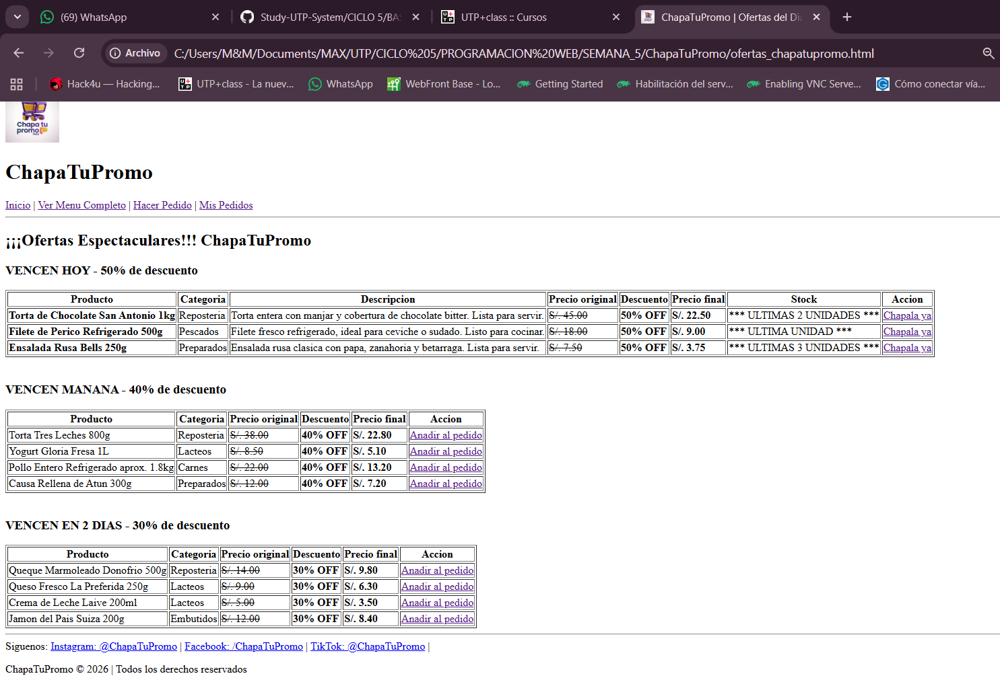 (69) WhatsApp
Study-UTP-System/CICLO 5/BAS
UTP+class :: Cursos
ChapaTuPromo | Ofertas del Dia
Archivo C:/Users/M&M/Documents/MAX/UTP/CICLO%205/PROGRAMACION%20WEB/SEMANA_5/ChapaTuPromo/ofertas_chapatupromo.html
Hack4u — Hacking... UTP+class - La nuev... WhatsApp WebFront Base - Lo... Getting Started Habilitación del serv... Enabling VNC Serve... Cómo conectar vía...
Chapa tu
promo
ChapaTuPromo
Inicio | Ver Menu Completo | Hacer Pedido | Mis Pedidos
¡¡¡Ofertas Espectaculares!!! ChapaTuPromo
VENCEN HOY - 50% de descuento
Producto Categoria Descripcion Precio original Descuento Precio final Stock Accion
Torta de Chocolate San Antonio 1kg Reposteria Torta entera con manjar y cobertura de chocolate bitter. Lista para servir. S/. 45.00 50% OFF S/. 22.50 *** ULTIMAS 2 UNIDADES *** Chapala ya
Filete de Perico Refrigerado 500g Pescados Filete fresco refrigerado, ideal para ceviche o sudado. Listo para cocinar. S/. 18.00 50% OFF S/. 9.00 *** ULTIMA UNIDAD *** Chapala ya
Ensalada Rusa Bells 250g Preparados Ensalada rusa clasica con papa, zanahoria y betarraga. Lista para servir. S/. 7.50 50% OFF S/. 3.75 *** ULTIMAS 3 UNIDADES *** Chapala ya
VENCEN MANANA - 40% de descuento
Producto Categoria Precio original Descuento Precio final Accion
Torta Tres Leches 800g Reposteria S/. 38.00 40% OFF S/. 22.80 Anadir al pedido
Yogurt Gloria Fresa 1L Lacteos S/. 8.50 40% OFF S/. 5.10 Anadir al pedido
Pollo Entero Refrigerado aprox. 1.8kg Carnes S/. 22.00 40% OFF S/. 13.20 Anadir al pedido
Causa Rellena de Atun 300g Preparados S/. 12.00 40% OFF S/. 7.20 Anadir al pedido
VENCEN EN 2 DIAS - 30% de descuento
Producto Categoria Precio original Descuento Precio final Accion
Queque Marmoleado Donofrio 500g Reposteria S/. 14.00 30% OFF S/. 9.80 Anadir al pedido
Queso Fresco La Preferida 250g Lacteos S/. 9.00 30% OFF S/. 6.30 Anadir al pedido
Crema de Leche Laive 200ml Lacteos S/. 5.00 30% OFF S/. 3.50 Anadir al pedido
Jamon del Pais Suiza 200g Embutidos S/. 12.00 30% OFF S/. 8.40 Anadir al pedido
Siguenos: Instagram: @ChapaTuPromo | Facebook: /ChapaTuPromo | TikTok: @ChapaTuPromo |
ChapaTuPromo © 2026 | Todos los derechos reservados